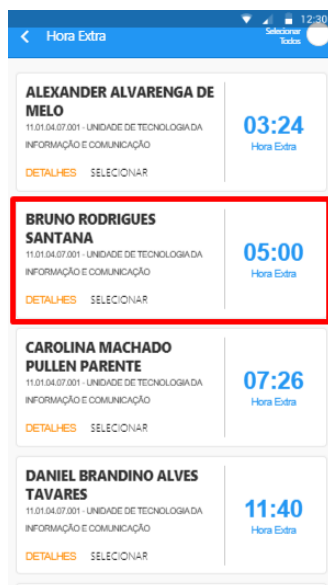 12:30
Hora Extra
Selecionar
Todos
ALEXANDER ALVARENGA DE
MELO
11.01.04.07.001 - UNIDADE DE TECNOLOGIA DA
INFORMAÇÃO E COMUNICAÇÃO
DETALHES SELECIONAR
03:24
Hora Extra
BRUNO RODRIGUES
SANTANA
11.01.04.07.001 - UNIDADE DE TECNOLOGIA DA
INFORMAÇÃO E COMUNICAÇÃO
DETALHES SELECIONAR
05:00
Hora Extra
CAROLINA MACHADO
PULLEN PARENTE
11.01.04.07.001 - UNIDADE DE TECNOLOGIA DA
INFORMAÇÃO E COMUNICAÇÃO
DETALHES SELECIONAR
07:26
Hora Extra
DANIEL BRANDINO ALVES
TAVARES
11.01.04.07.001 - UNIDADE DE TECNOLOGIA DA
INFORMAÇÃO E COMUNICAÇÃO
DETALHES SELECIONAR
11:40
Hora Extra